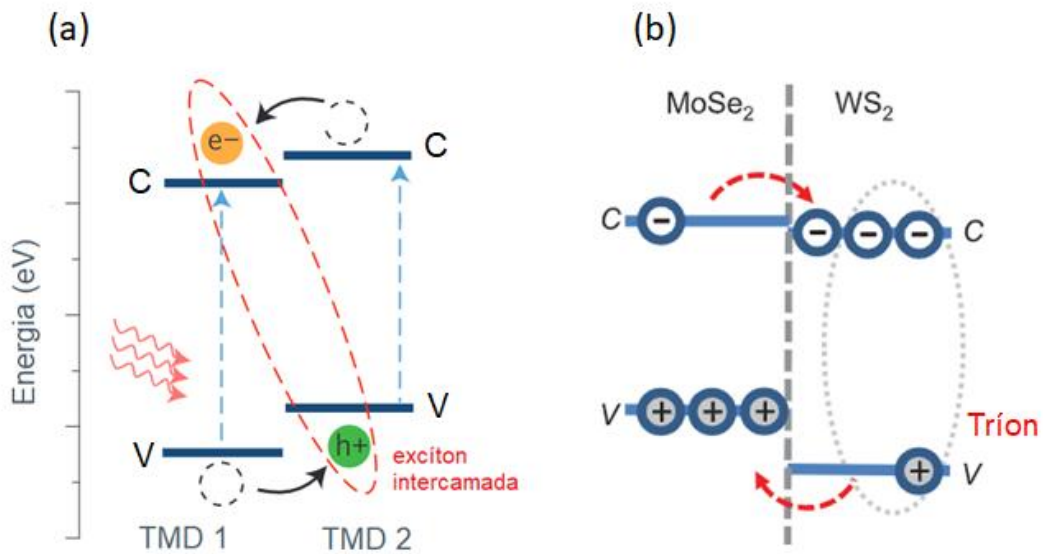 (a)
Energia (eV)
C
e−
C
V
V
h+
excíton
intercamada
TMD 1
TMD 2
(b)
MoSe₂
WS₂
C
−
−
−
−
C
V
+
+
+
Tríon
+
V